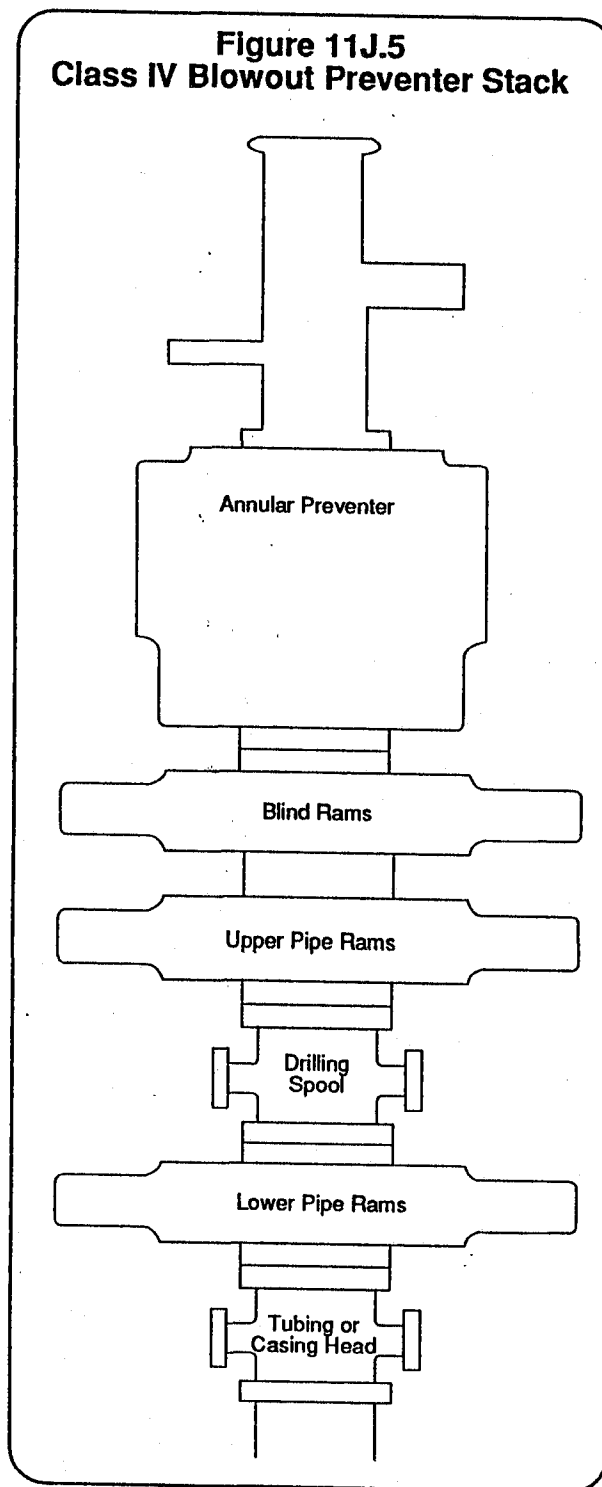 Figure 11J.5
Class IV Blowout Preventer Stack
Annular Preventer
Blind Rams
Upper Pipe Rams
Drilling
Spool
Lower Pipe Rams
Tubing or
Casing Head